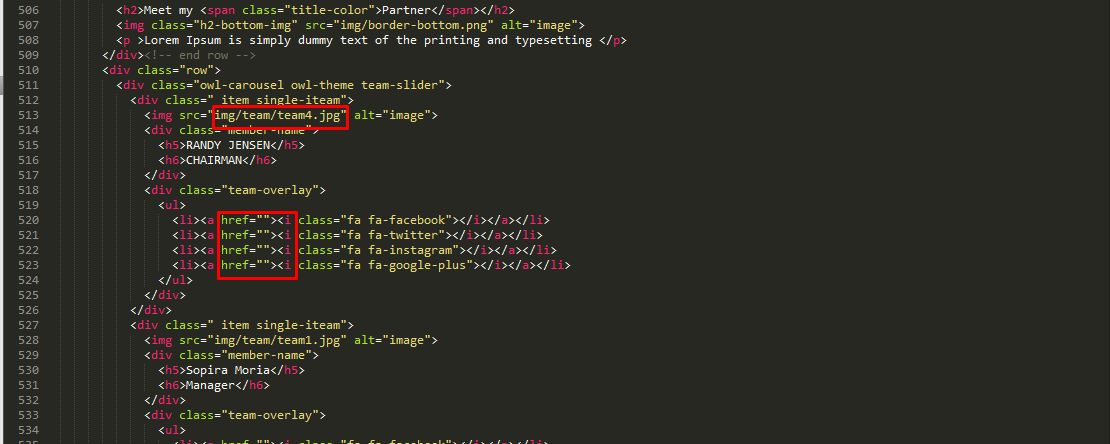 506 <h2>Meet my <span class="title-color">Partner</span></h2>
507 <img class="h2-bottom-img" src="img/border-bottom.png" alt="image">
508 <p >Lorem Ipsum is simply dummy text of the printing and typesetting </p>
509 </div><!-- end row -->
510 <div class="row">
511 <div class="owl-carousel owl-theme team-slider">
512 <div class=" item single-iteam">
513 <img src="img/team/team4.jpg" alt="image">
514 <div class="member-name">
515 <h5>RANDY JENSEN</h5>
516 <h6>CHAIRMAN</h6>
517 </div>
518 <div class="team-overlay">
519 <ul>
520 <li><a href=""><i class="fa fa-facebook"></i></a></li>
521 <li><a href=""><i class="fa fa-twitter"></i></a></li>
522 <li><a href=""><i class="fa fa-instagram"></i></a></li>
523 <li><a href=""><i class="fa fa-google-plus"></i></a></li>
524 </ul>
525 </div>
526 </div>
527 <div class=" item single-iteam">
528 <img src="img/team/team1.jpg" alt="image">
529 <div class="member-name">
530 <h5>Sopira Moria</h5>
531 <h6>Manager</h6>
532 </div>
533 <div class="team-overlay">
534 <ul>